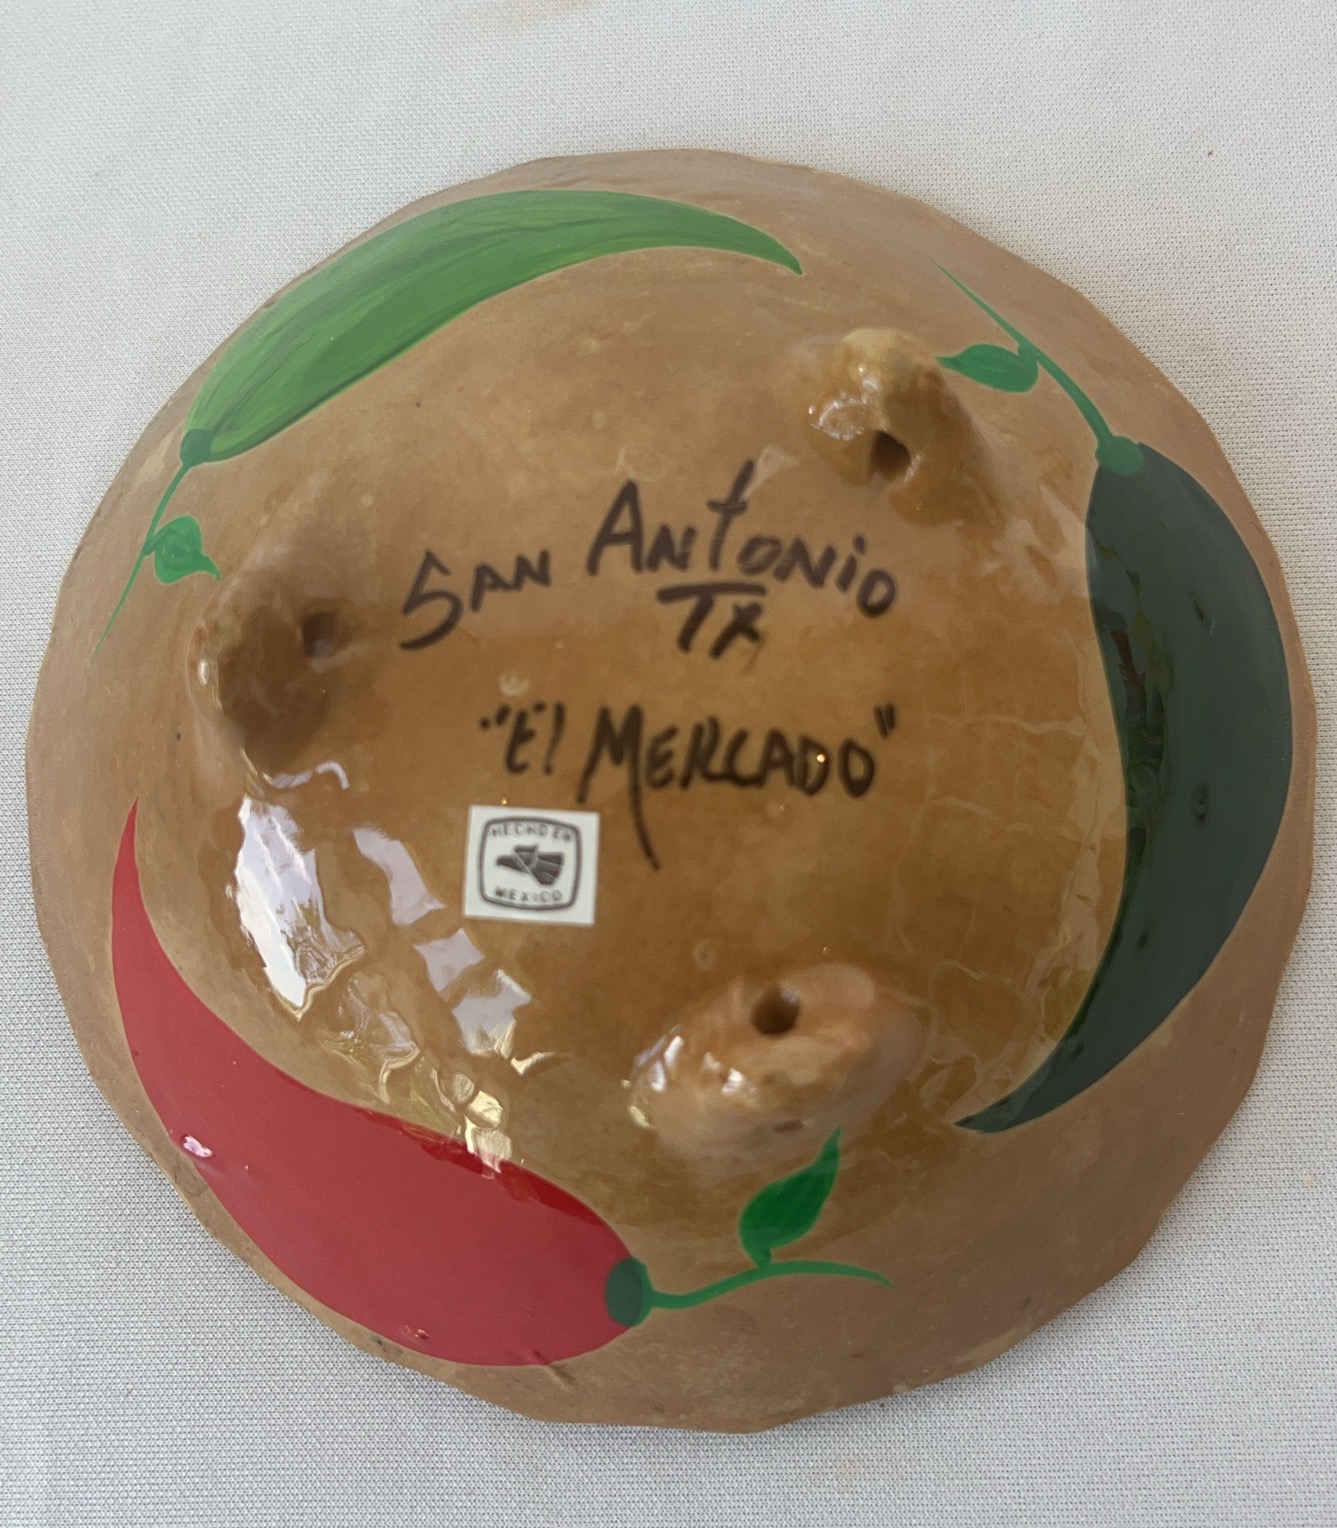 SAN ANTONIO
TX
"El MERCADO"
HECHO EN
MEXICO